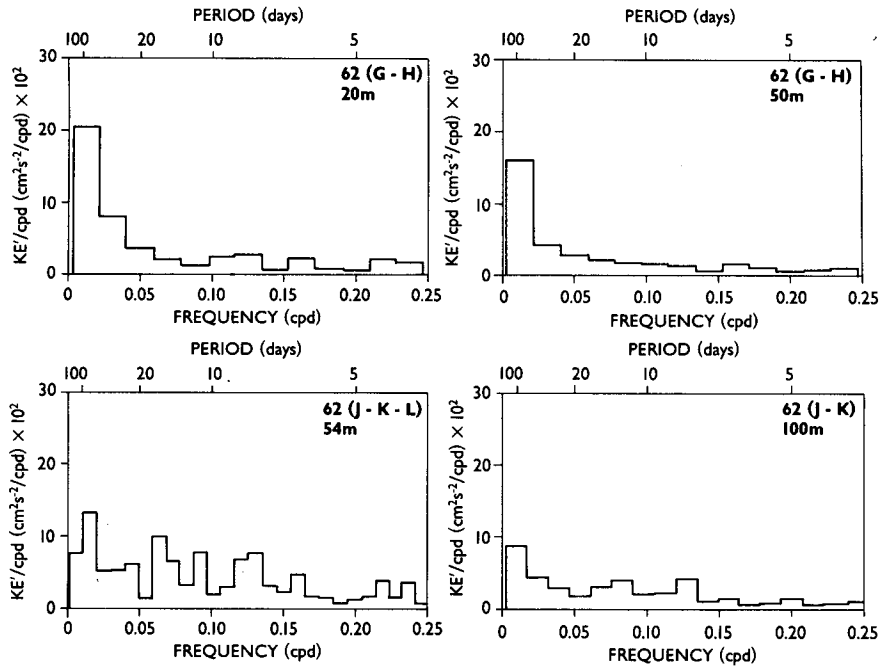 PERIOD (days)
100 20 10 5
30
20
10
0
KE'/cpd (cm²s⁻²/cpd) × 10²
62 (G - H)
20m
0 0.05 0.10 0.15 0.20 0.25
FREQUENCY (cpd)
PERIOD (days)
100 20 10 5
30
20
10
0
KE'/cpd (cm²s⁻²/cpd) × 10²
62 (G - H)
50m
0 0.05 0.10 0.15 0.20 0.25
FREQUENCY (cpd)
PERIOD (days)
100 20 10 5
30
20
10
0
KE'/cpd (cm²s⁻²/cpd) × 10²
62 (J - K - L)
54m
0 0.05 0.10 0.15 0.20 0.25
FREQUENCY (cpd)
PERIOD (days)
100 20 10 5
30
20
10
0
KE'/cpd (cm²s⁻²/cpd) × 10²
62 (J - K)
100m
0 0.05 0.10 0.15 0.20 0.25
FREQUENCY (cpd)